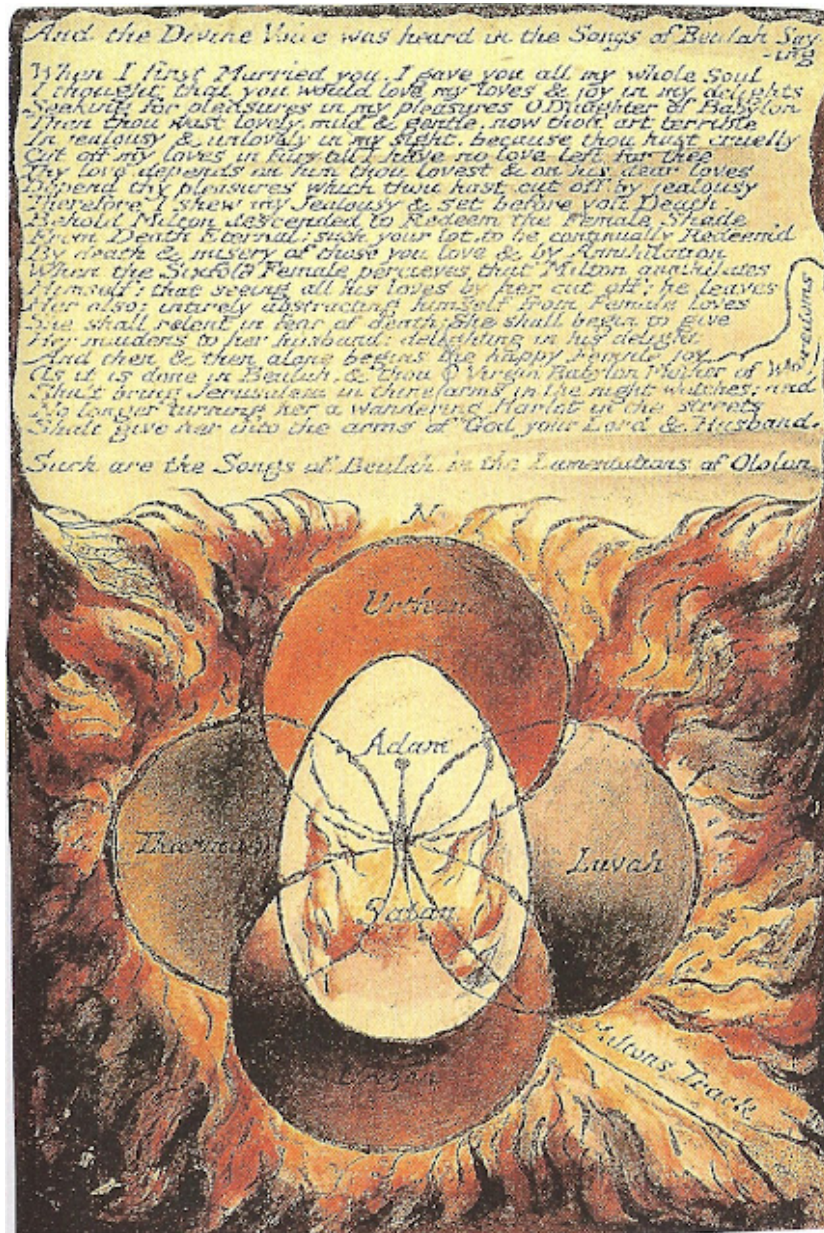 And the Divine Voice was heard in the Songs of Beulah Say-
-ing
When I first Married you, I gave you all my whole Soul
I thought that you would love my loves & joy in my delights
Seeking for pleasures in my pleasures O Daughter of Babylon
Then thou wast lovely, mild & gentle, now thou art terrible
In jealousy & unlovely in my sight, because thou hast cruelly
Cut off my loves in fury till I have no love left for thee
Thy love depends on him thou lovest & on his dear loves
Depend thy pleasures which thou hast cut off by jealousy
Therefore I shew my Jealousy & set before you Death.
Behold Milton descended to Redeem the Female Shade
From Death Eternal; such your lot, to be continually Redeem'd
By death & misery of those you love & by Annihilation
When the Sixfold Female percieves that Milton annihilates
Himself: that seeing all his loves by her cut off: he leaves
Her also: intirely abstracting himself from Female loves
She shall relent in fear of death: She shall begin to give
Her maidens to her husband: delighting in his delight
And then & then alone begins the happy Female joy
As it is done in Beulah, & thou O Virgin Babylon Mother of Who-
redoms
Shalt bring Jerusalem in thine arms in the night watches; and
No longer turning her a wandering Harlot in the streets
Shalt give her into the arms of God your Lord & Husband.
Such are the Songs of Beulah in the Lamentations of Ololon.
N
Urthona
Adam
Tharmas
Luvah
Satan
Urizen
Miltons Track